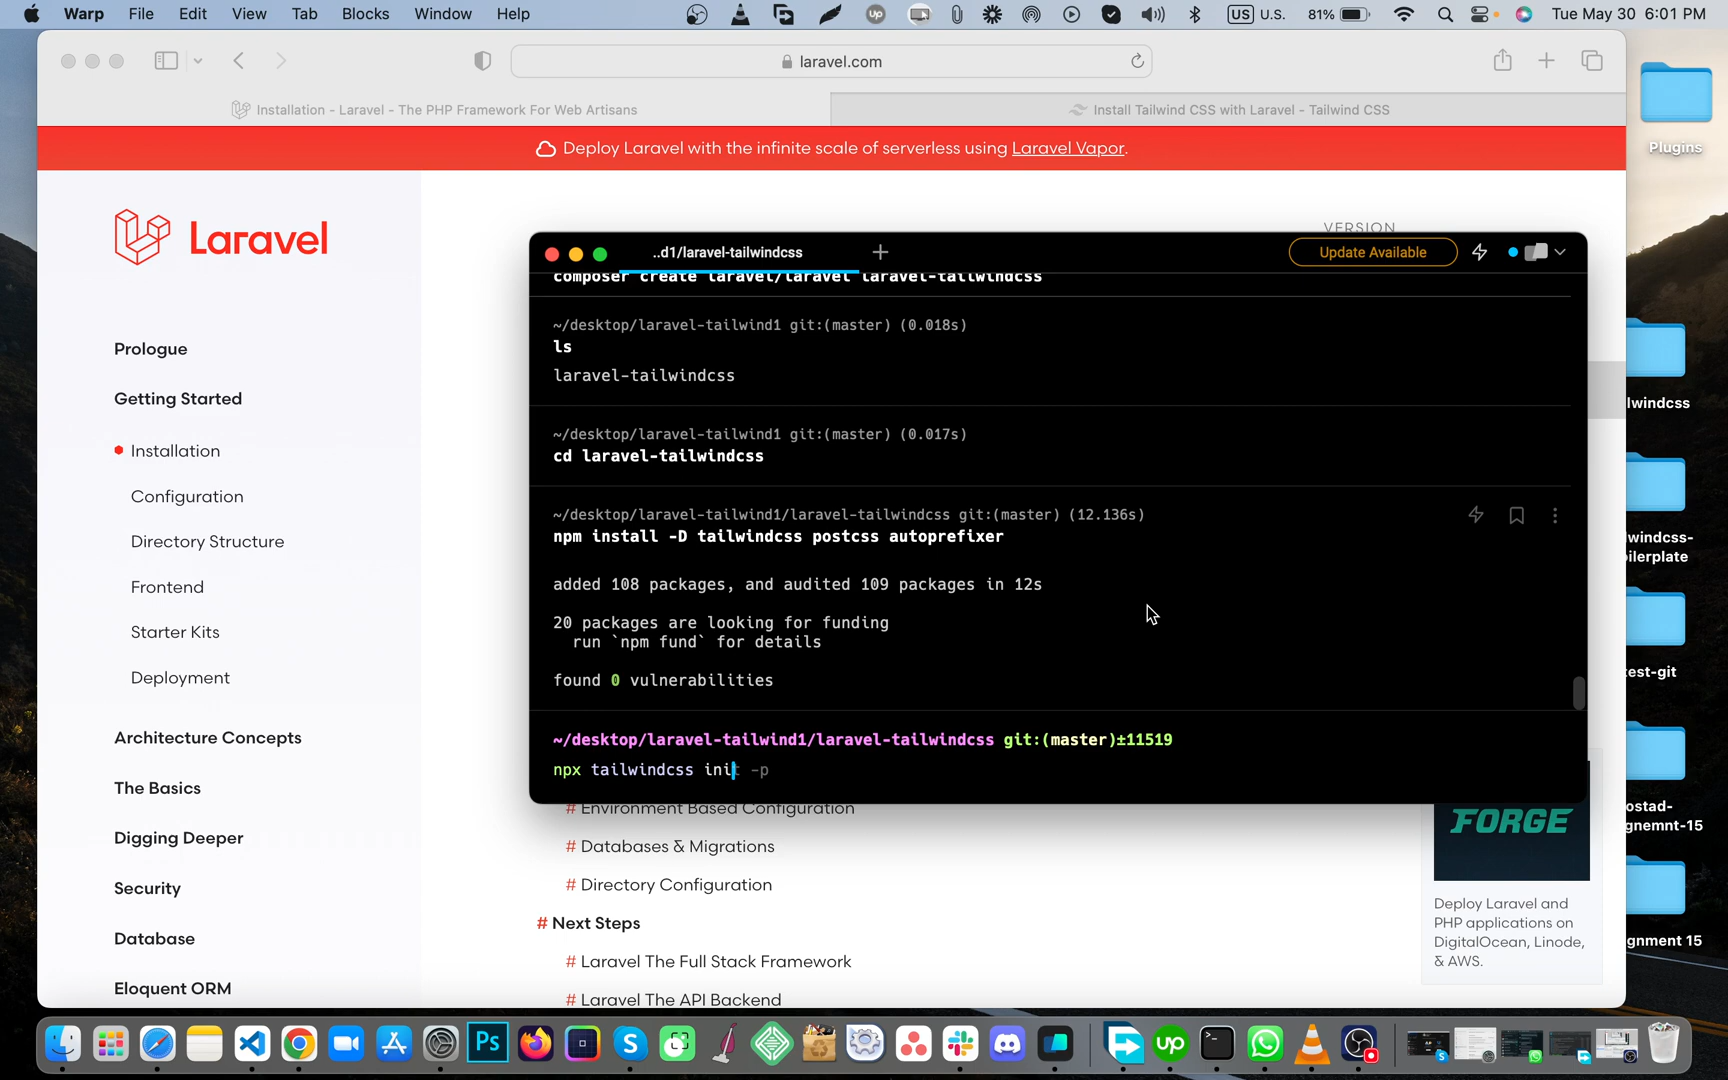 Warp File Edit View Tab Blocks Window Help
US U.S. 81% Tue May 30 6:01 PM
laravel.com
Installation - Laravel - The PHP Framework For Web Artisans
Install Tailwind CSS with Laravel - Tailwind CSS
Deploy Laravel with the infinite scale of serverless using Laravel Vapor.
Laravel
VERSION
Prologue
Getting Started
Installation
Configuration
Directory Structure
Frontend
Starter Kits
Deployment
Architecture Concepts
The Basics
Digging Deeper
Security
Database
Eloquent ORM
..d1/laravel-tailwindcss
Update Available
composer create laravel/laravel laravel-tailwindcss
~/desktop/laravel-tailwind1 git:(master) (0.018s)
ls
laravel-tailwindcss
~/desktop/laravel-tailwind1 git:(master) (0.017s)
cd laravel-tailwindcss
~/desktop/laravel-tailwind1/laravel-tailwindcss git:(master) (12.136s)
npm install -D tailwindcss postcss autoprefixer
added 108 packages, and audited 109 packages in 12s
20 packages are looking for funding
run `npm fund` for details
found 0 vulnerabilities
~/desktop/laravel-tailwind1/laravel-tailwindcss git:(master)±11519
npx tailwindcss init -p
# Environment Based Configuration
# Databases & Migrations
# Directory Configuration
# Next Steps
# Laravel The Full Stack Framework
# Laravel The API Backend
FORGE
Deploy Laravel and
PHP applications on
DigitalOcean, Linode,
& AWS.
Plugins
lwindcss
windcss-
ilerplate
est-git
ostad-
gnemnt-15
gnment 15
Ps
up